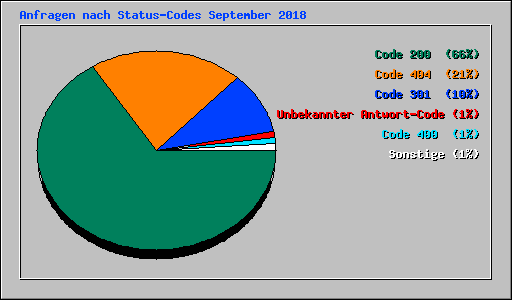 Anfragen nach Status-Codes September 2018
Code 200 (66%)
Code 404 (21%)
Code 301 (10%)
Unbekannter Antwort-Code (1%)
Code 400 (1%)
Sonstige (1%)